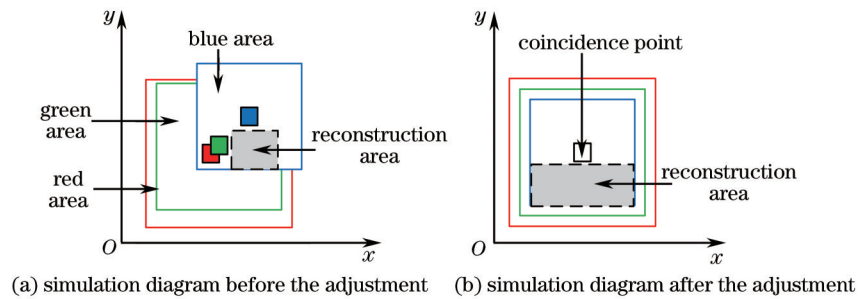 y
blue area
green
area
red
area
reconstruction
area
O
x
(a) simulation diagram before the adjustment
y
coincidence point
reconstruction
area
O
x
(b) simulation diagram after the adjustment